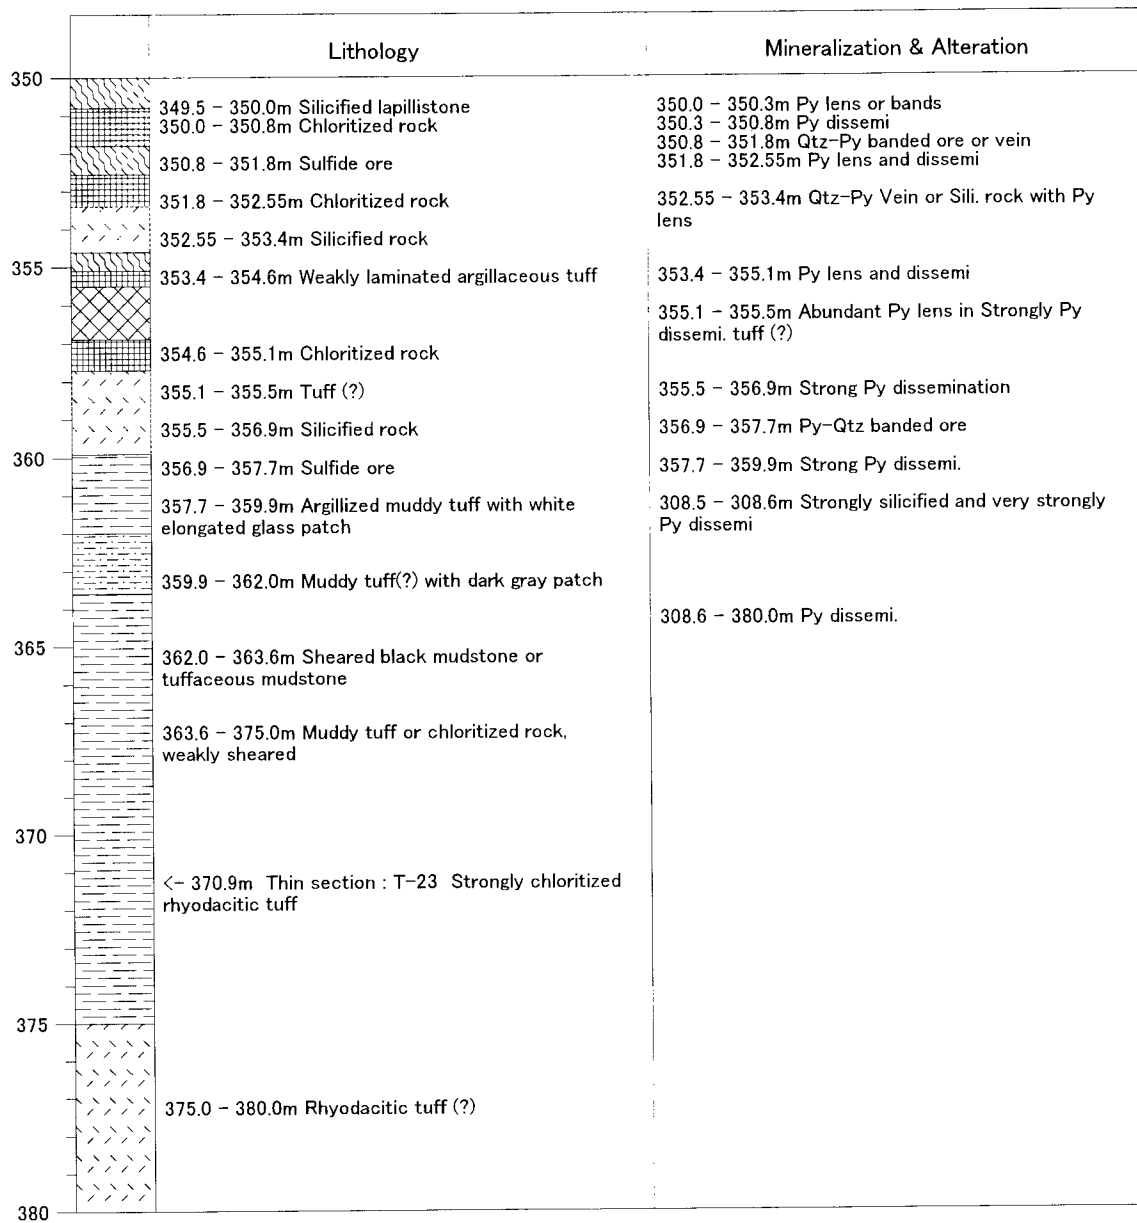 Lithology
Mineralization & Alteration
350
349.5 - 350.0m Silicified lapillistone
350.0 - 350.8m Chloritized rock
350.8 - 351.8m Sulfide ore
351.8 - 352.55m Chloritized rock
352.55 - 353.4m Silicified rock
355
353.4 - 354.6m Weakly laminated argillaceous tuff
354.6 - 355.1m Chloritized rock
355.1 - 355.5m Tuff (?)
355.5 - 356.9m Silicified rock
360
356.9 - 357.7m Sulfide ore
357.7 - 359.9m Argillized muddy tuff with white
elongated glass patch
359.9 - 362.0m Muddy tuff(?) with dark gray patch
365
362.0 - 363.6m Sheared black mudstone or
tuffaceous mudstone
363.6 - 375.0m Muddy tuff or chloritized rock,
weakly sheared
370
<- 370.9m Thin section : T-23 Strongly chloritized
rhyodacitic tuff
375
375.0 - 380.0m Rhyodacitic tuff (?)
380
350.0 - 350.3m Py lens or bands
350.3 - 350.8m Py dissemi
350.8 - 351.8m Qtz-Py banded ore or vein
351.8 - 352.55m Py lens and dissemi
352.55 - 353.4m Qtz-Py Vein or Sili. rock with Py
lens
353.4 - 355.1m Py lens and dissemi
355.1 - 355.5m Abundant Py lens in Strongly Py
dissemi. tuff (?)
355.5 - 356.9m Strong Py dissemination
356.9 - 357.7m Py-Qtz banded ore
357.7 - 359.9m Strong Py dissemi.
308.5 - 308.6m Strongly silicified and very strongly
Py dissemi
308.6 - 380.0m Py dissemi.